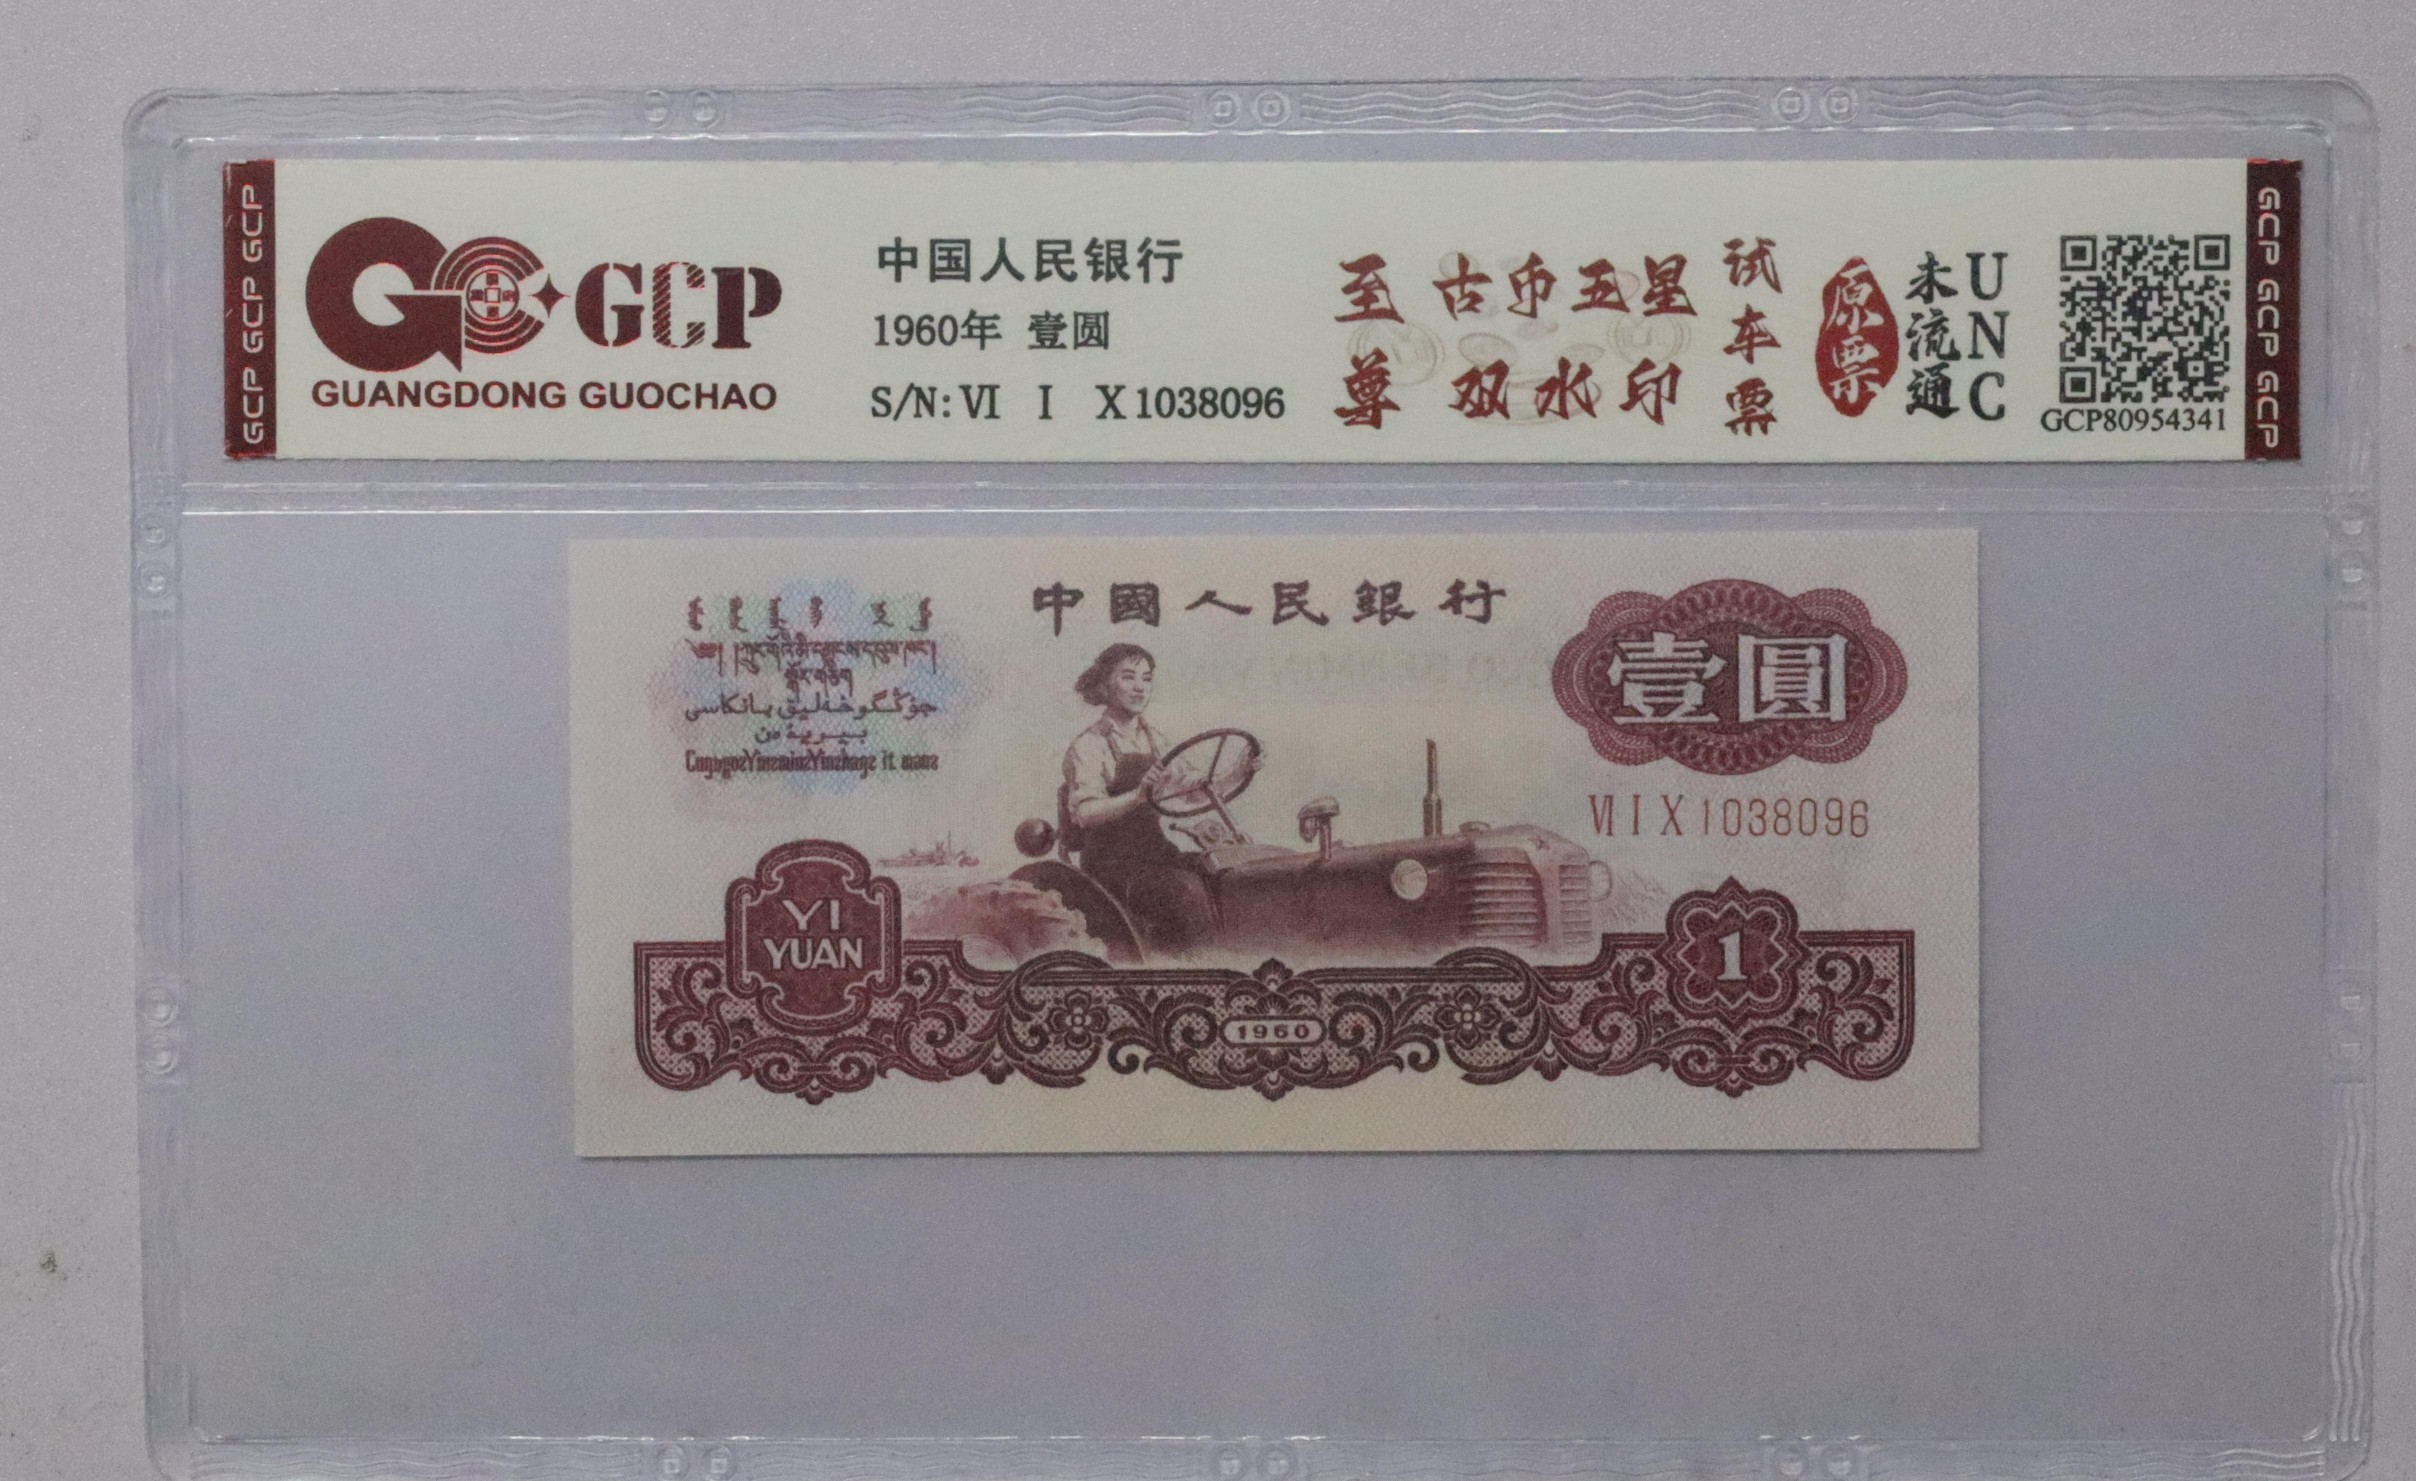 GCP GCP GCP
GCP
GUANGDONG GUOCHAO
中国人民银行
1960年 壹圆
S/N: VI I X 1038096
至尊
古币五星
双水印
试车票
原票
未流通
UNC
GCP80954341
GCP GCP GCP
中國人民銀行
壹圓
VI I X 1038096
YI
YUAN
1
1960